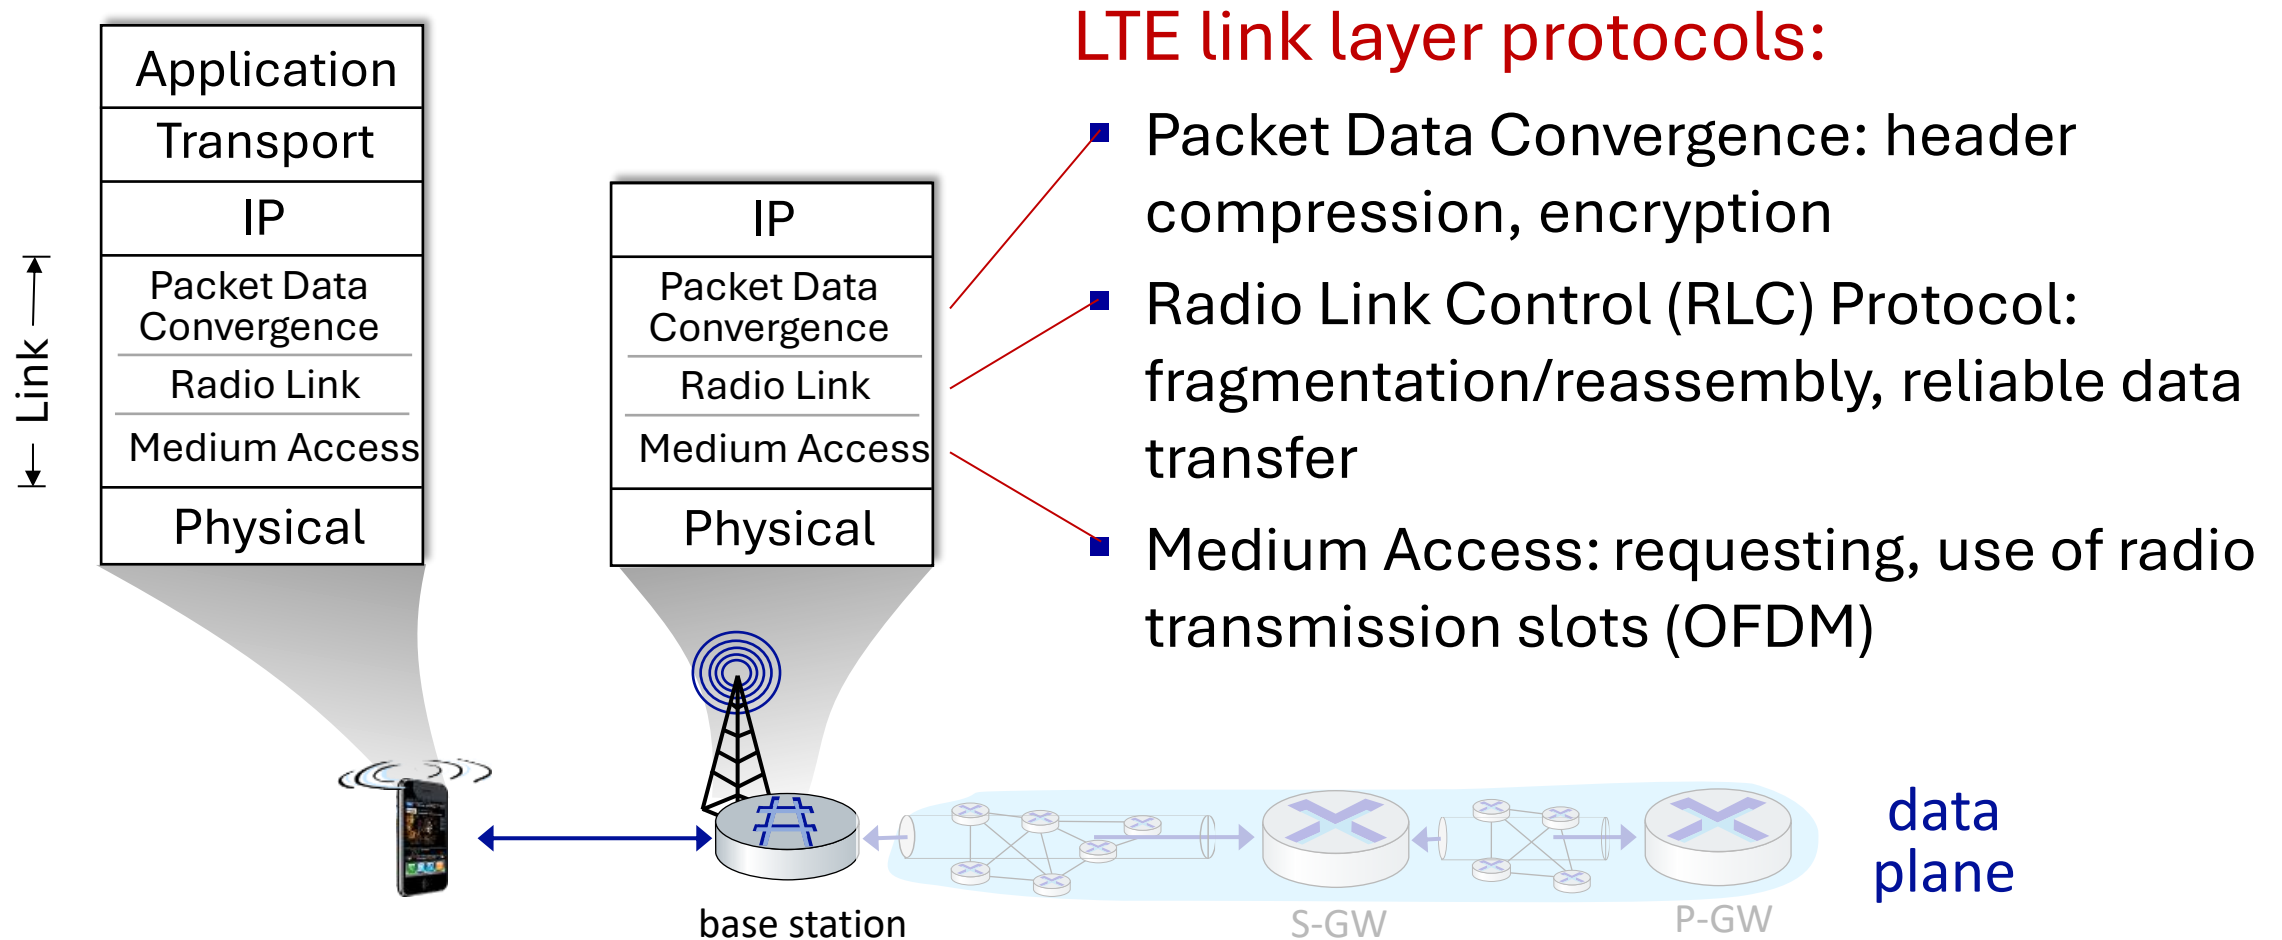 Application
Transport
IP
Packet Data
Convergence
Radio Link
Medium Access
Physical
Link
IP
Packet Data
Convergence
Radio Link
Medium Access
Physical
LTE link layer protocols:
Packet Data Convergence: header
compression, encryption
Radio Link Control (RLC) Protocol:
fragmentation/reassembly, reliable data
transfer
Medium Access: requesting, use of radio
transmission slots (OFDM)
base station
S-GW
P-GW
data
plane